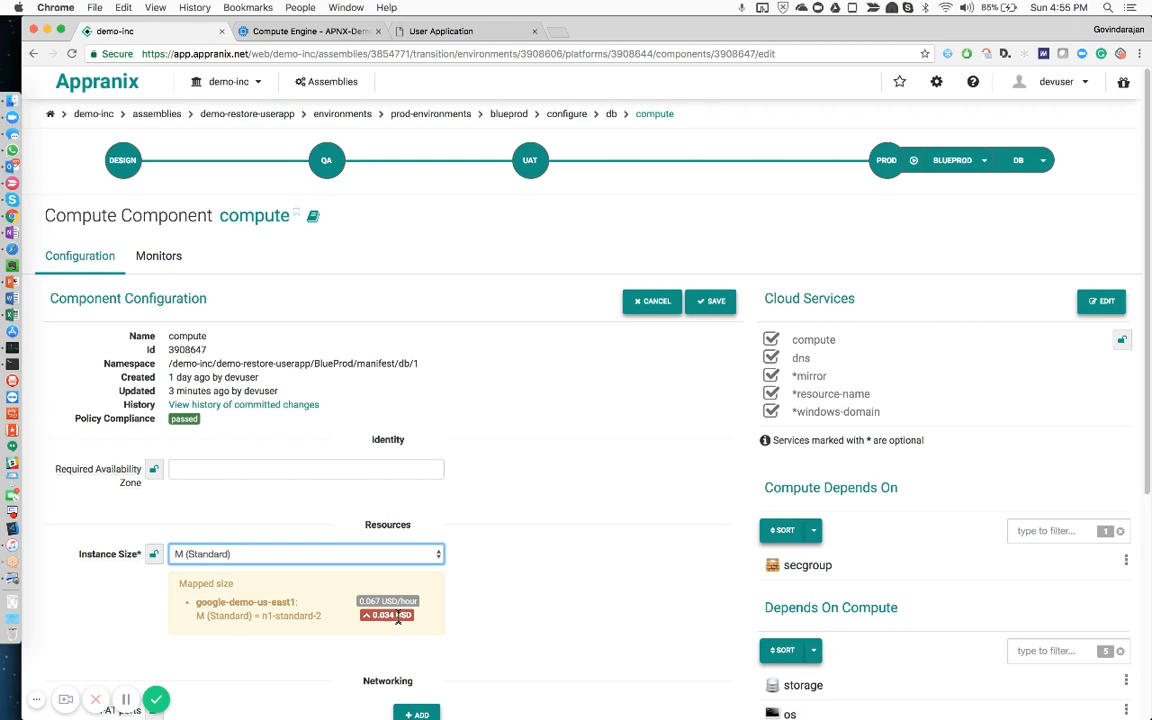 Chrome File Edit View History Bookmarks People Window Help
85% Sun 4:55 PM
demo-inc
Compute Engine - APNX-Demo
User Application
Govindarajan
Secure https://app.appranix.net/web/demo-inc/assemblies/3854771/transition/environments/3908606/platforms/3908644/components/3908647/edit
Appranix
demo-inc
Assemblies
devuser
demo-inc > assemblies > demo-restore-userapp > environments > prod-environments > blueprod > configure > db > compute
DESIGN
QA
UAT
PROD
BLUEPROD
DB
Compute Component compute
Configuration
Monitors
Component Configuration
CANCEL
SAVE
Name compute
Id 3908647
Namespace /demo-inc/demo-restore-userapp/BlueProd/manifest/db/1
Created 1 day ago by devuser
Updated 3 minutes ago by devuser
History View history of committed changes
Policy Compliance passed
Identity
Required Availability
Zone
Resources
Instance Size* M (Standard)
Mapped size
google-demo-us-east1: 0.067 USD/hour
M (Standard) = n1-standard-2 0.034 USD
Networking
ADD
Cloud Services
EDIT
compute
dns
*mirror
*resource-name
*windows-domain
Services marked with * are optional
Compute Depends On
SORT
type to filter... 1
secgroup
Depends On Compute
SORT
type to filter... 5
storage
os